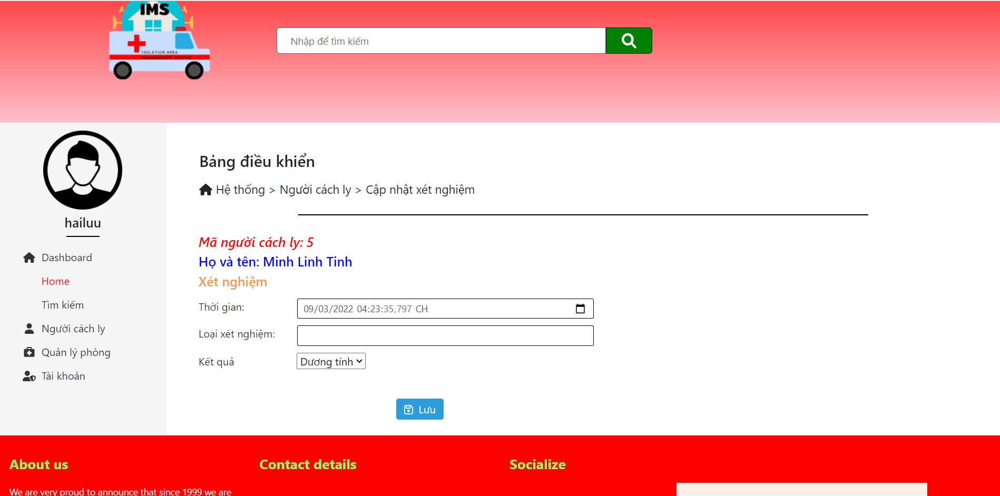 IMS
ISOLATION AREA
MANAGEMENT SYSTEM
Nhập để tìm kiếm
hailuu
Dashboard
Home
Tìm kiếm
Người cách ly
Quản lý phòng
Tài khoản
Bảng điều khiển
Hệ thống > Người cách ly > Cập nhật xét nghiệm
Mã người cách ly: 5
Họ và tên: Minh Linh Tinh
Xét nghiệm
Thời gian: 09/03/2022 04:23:35,797 CH
Loại xét nghiệm:
Kết quả Dương tính
Lưu
About us
We are very proud to announce that since 1999 we are
Contact details
Socialize